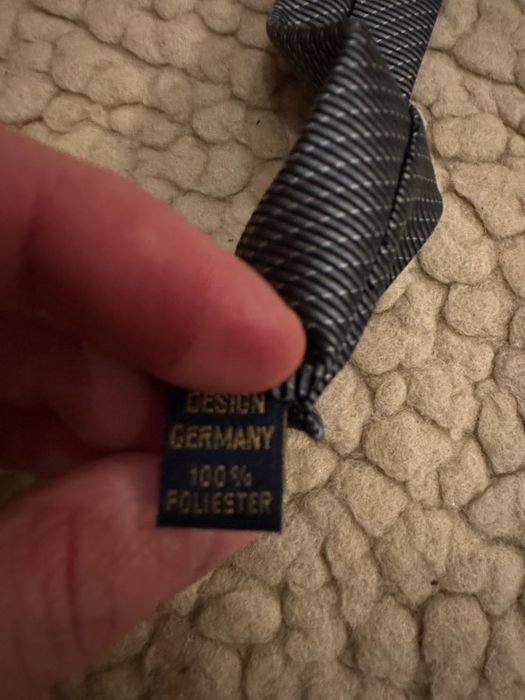 DESIGN
GERMANY
100%
POLIESTER